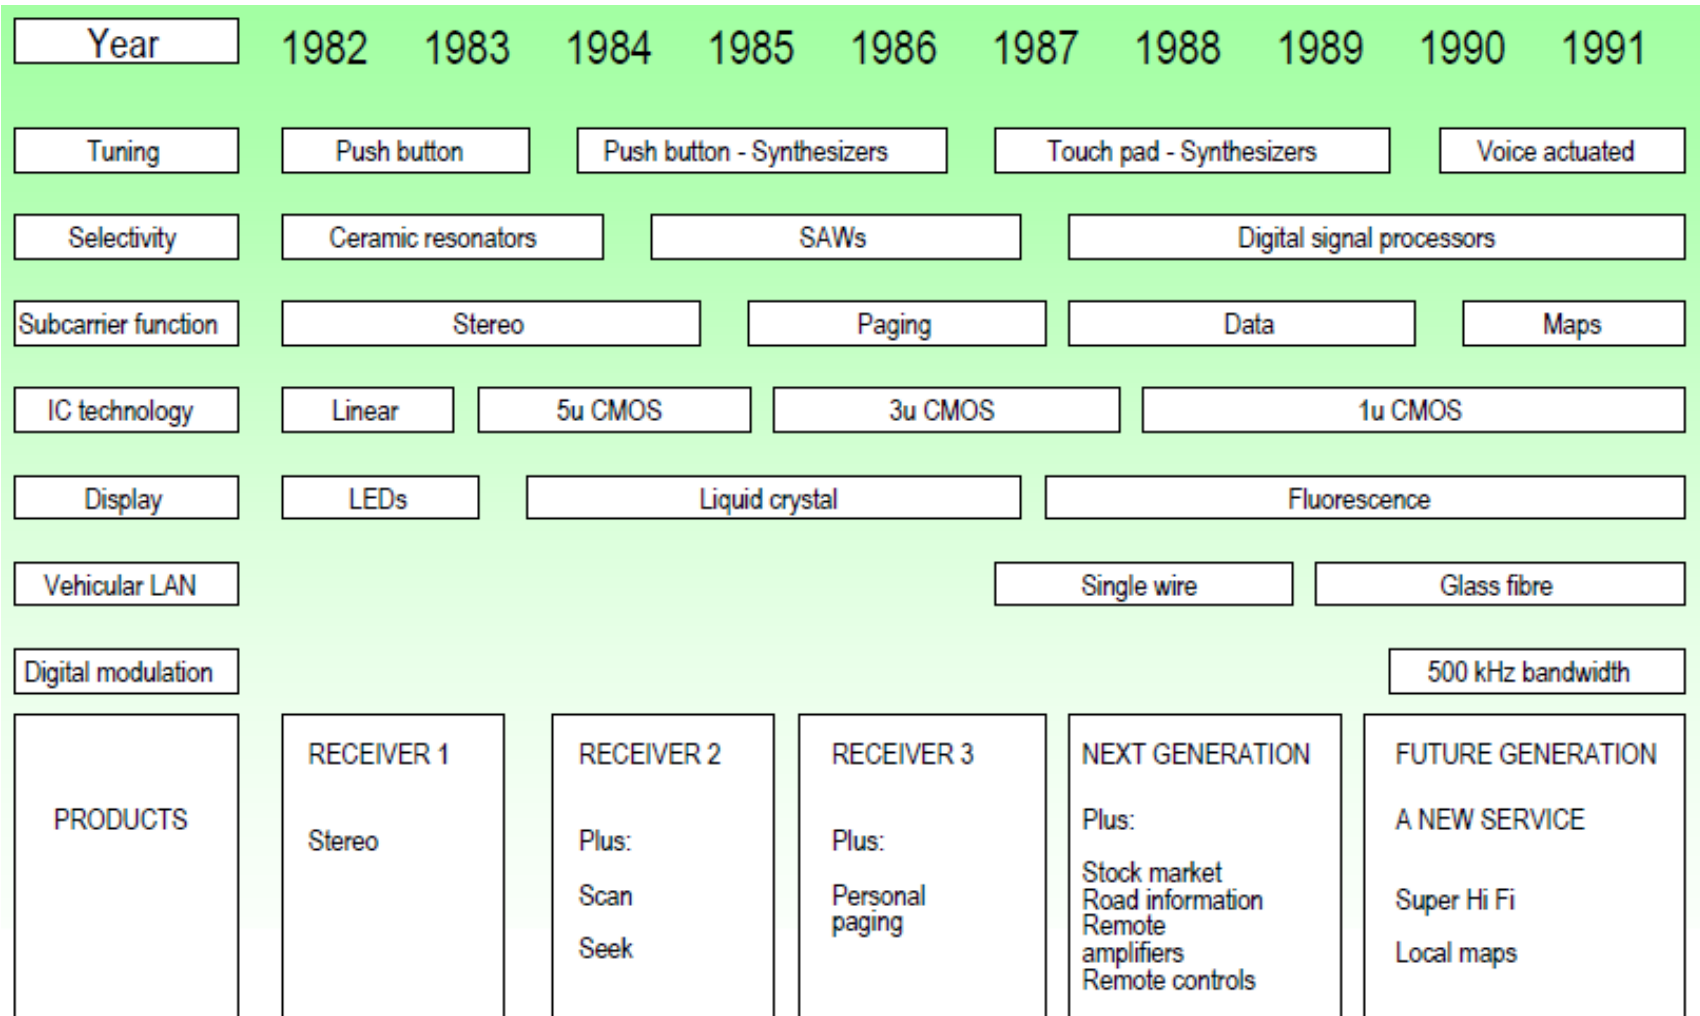 Year 1982 1983 1984 1985 1986 1987 1988 1989 1990 1991
Tuning Push button Push button - Synthesizers Touch pad - Synthesizers Voice actuated
Selectivity Ceramic resonators SAWs Digital signal processors
Subcarrier function Stereo Paging Data Maps
IC technology Linear 5u CMOS 3u CMOS 1u CMOS
Display LEDs Liquid crystal Fluorescence
Vehicular LAN Single wire Glass fibre
Digital modulation 500 kHz bandwidth
PRODUCTS
RECEIVER 1
Stereo
RECEIVER 2
Plus:
Scan
Seek
RECEIVER 3
Plus:
Personal
paging
NEXT GENERATION
Plus:
Stock market
Road information
Remote
amplifiers
Remote controls
FUTURE GENERATION
A NEW SERVICE
Super Hi Fi
Local maps